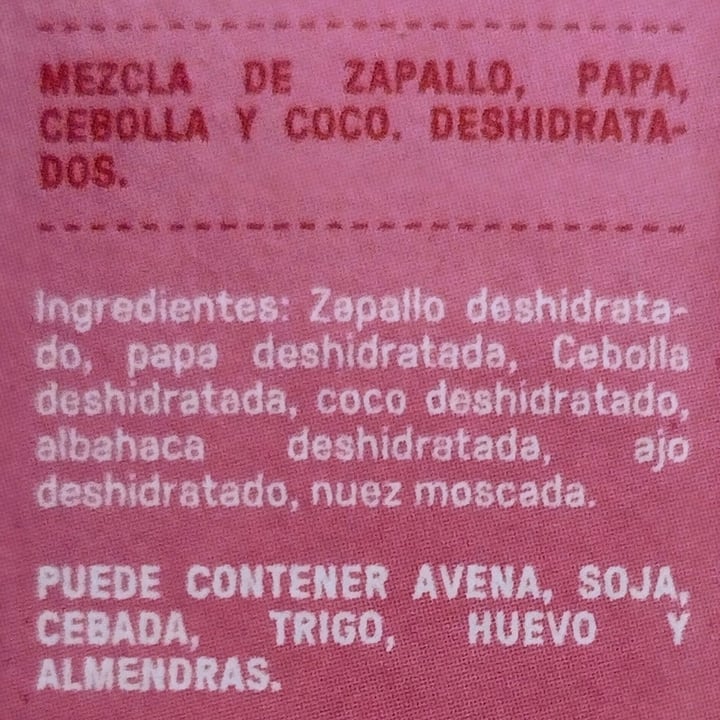 MEZCLA DE ZAPALLO, PAPA,
CEBOLLA Y COCO. DESHIDRATA-
DOS.
Ingredientes: Zapallo deshidrata-
do, papa deshidratada, Cebolla
deshidratada, coco deshidratado,
albahaca deshidratada, ajo
deshidratado, nuez moscada.
PUEDE CONTENER AVENA, SOJA,
CEBADA, TRIGO, HUEVO Y
ALMENDRAS.